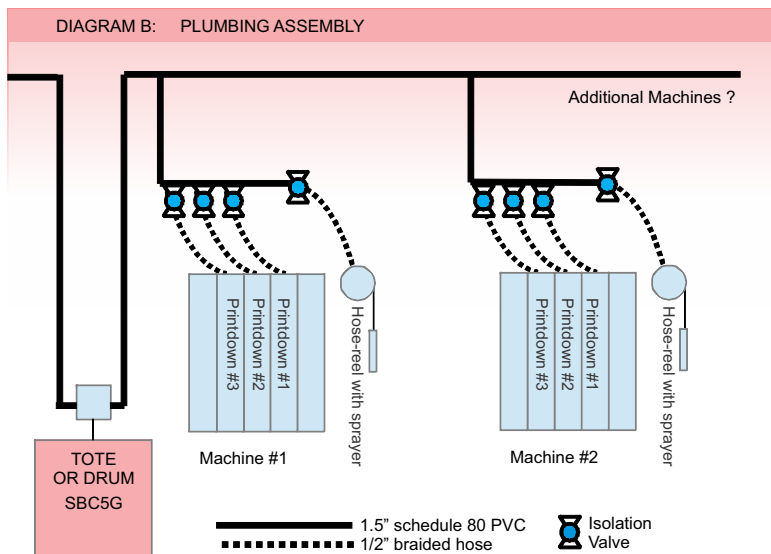 DIAGRAM B: PLUMBING ASSEMBLY
Additional Machines ?
Printdown #3
Printdown #2
Printdown #1
Hose-reel with sprayer
Printdown #3
Printdown #2
Printdown #1
Hose-reel with sprayer
Machine #1
Machine #2
TOTE
OR DRUM
SBC5G
1.5” schedule 80 PVC
1/2” braided hose
Isolation
Valve